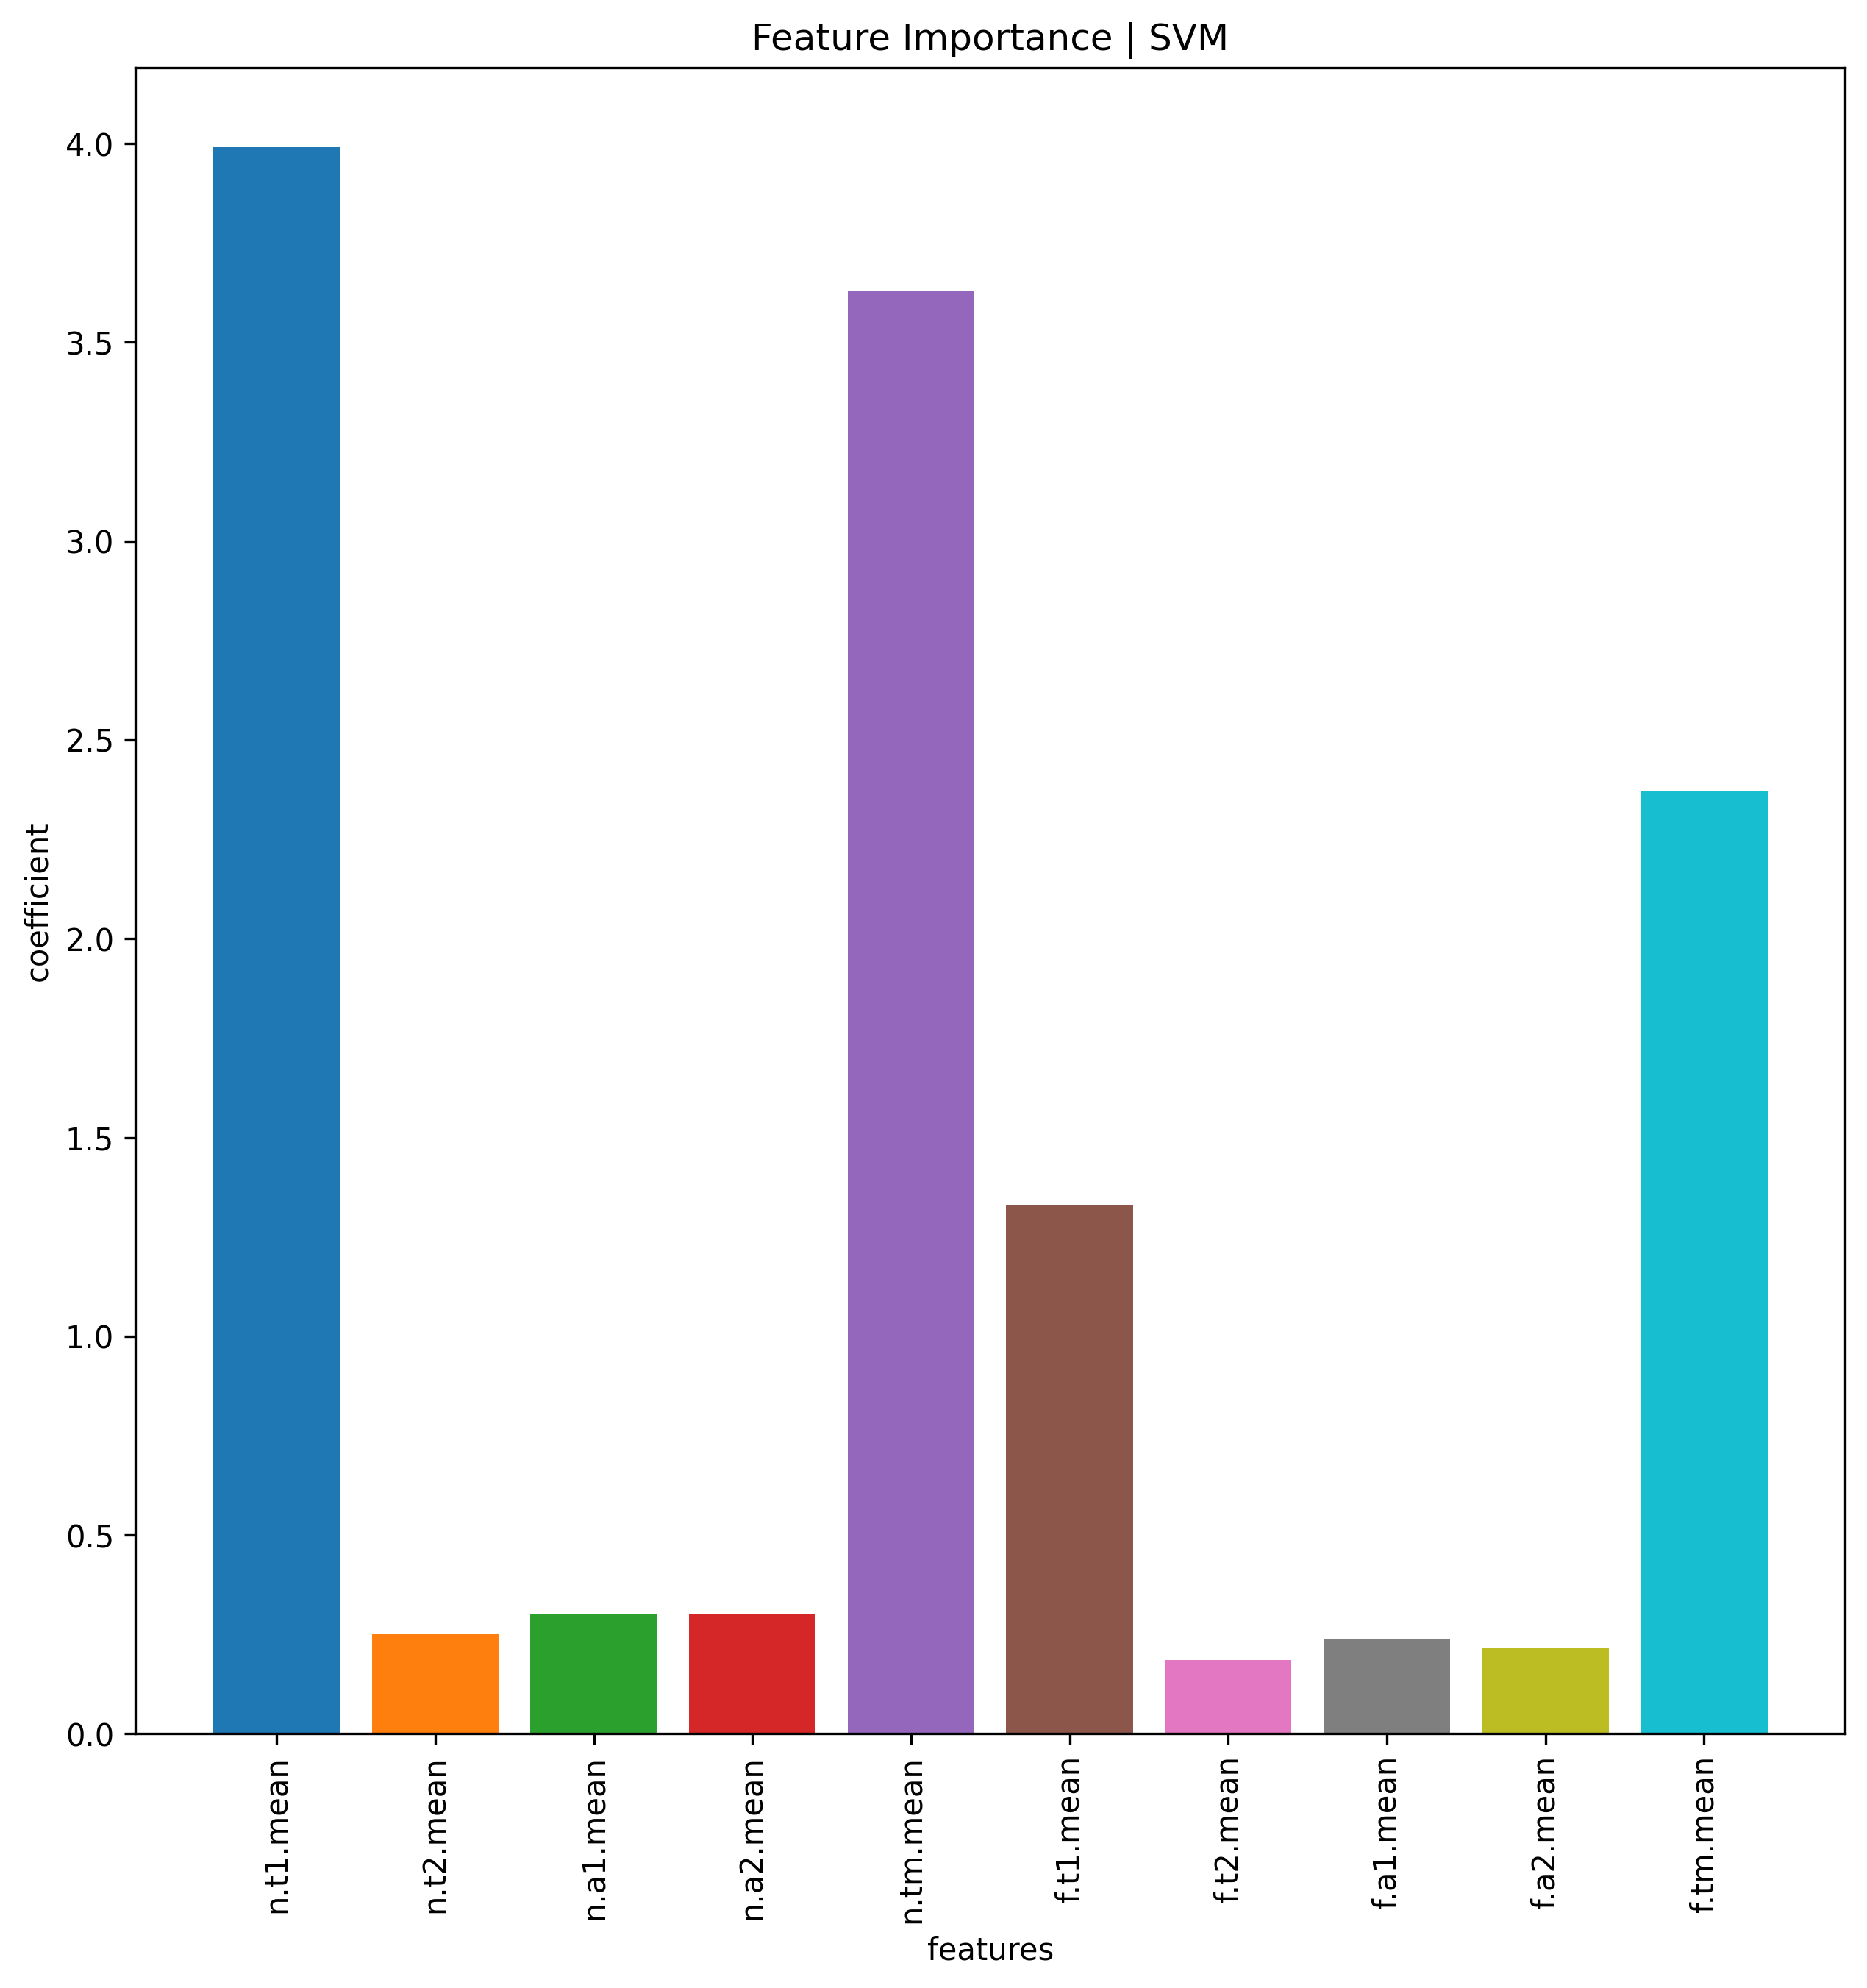 Feature Importance | SVM
4.0
3.5
3.0
2.5
2.0
1.5
1.0
0.5
0.0
coefficient
n.t1.mean
n.t2.mean
n.a1.mean
n.a2.mean
n.tm.mean
f.t1.mean
f.t2.mean
f.a1.mean
f.a2.mean
f.tm.mean
features